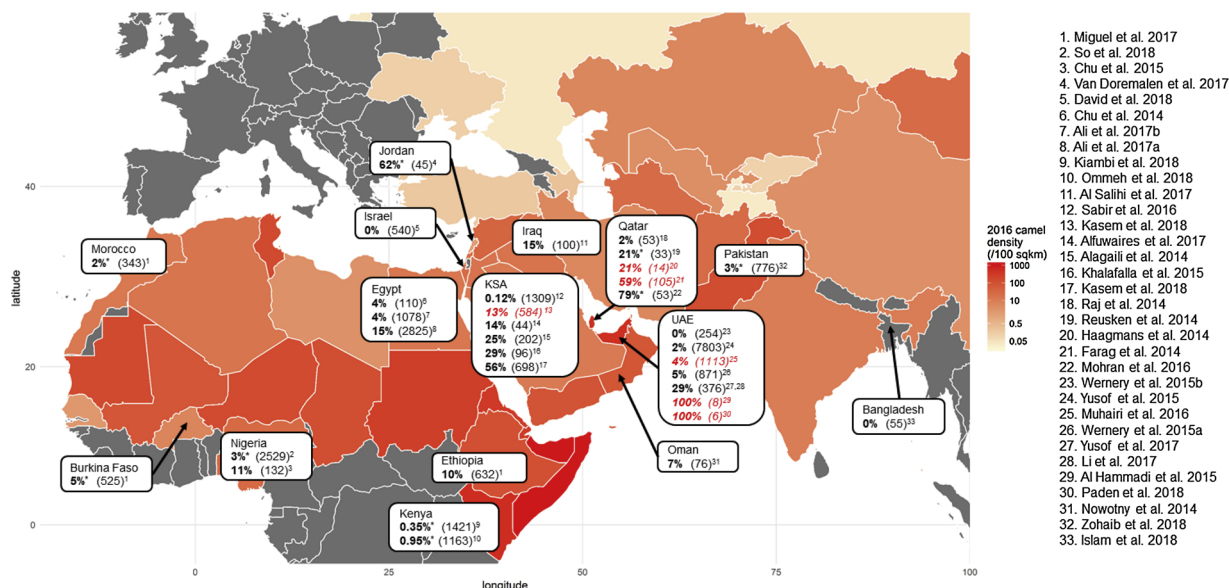 Jordan
62%* (45)4
Israel
0% (540)5
Iraq
15% (100)11
Qatar
2% (53)18
21%* (33)19
21% (14)20
59% (105)21
79%* (53)22
Pakistan
3%* (776)32
Morocco
2%* (343)1
Egypt
4% (110)6
4% (1078)7
15% (2825)8
KSA
0.12% (1309)12
13% (584)13
14% (44)14
25% (202)15
29% (96)16
56% (698)17
UAE
0% (254)23
2% (7803)24
4% (1113)25
5% (871)26
29% (376)27,28
100% (8)29
100% (6)30
Bangladesh
0% (55)33
Oman
7% (76)31
Nigeria
3%* (2529)2
11% (132)3
Burkina Faso
5%* (525)1
Ethiopia
10% (632)1
Kenya
0.35%* (1421)9
0.95%* (1163)10
latitude
40
20
0
0
25
50
75
100
longitude
2016 camel
density
(/100 sqkm)
1000
100
10
0.5
0.05
1. Miguel et al. 2017
2. So et al. 2018
3. Chu et al. 2015
4. Van Doremalen et al. 2017
5. David et al. 2018
6. Chu et al. 2014
7. Ali et al. 2017b
8. Ali et al. 2017a
9. Kiambi et al. 2018
10. Ommeh et al. 2018
11. Al Salihi et al. 2017
12. Sabir et al. 2016
13. Kasem et al. 2018
14. Alfuwaires et al. 2017
15. Alagaili et al. 2014
16. Khalafalla et al. 2015
17. Kasem et al. 2018
18. Raj et al. 2014
19. Reusken et al. 2014
20. Haagmans et al. 2014
21. Farag et al. 2014
22. Mohran et al. 2016
23. Wernery et al. 2015b
24. Yusof et al. 2015
25. Muhairi et al. 2016
26. Wernery et al. 2015a
27. Yusof et al. 2017
28. Li et al. 2017
29. Al Hammadi et al. 2015
30. Paden et al. 2018
31. Nowotny et al. 2014
32. Zohaib et al. 2018
33. Islam et al. 2018